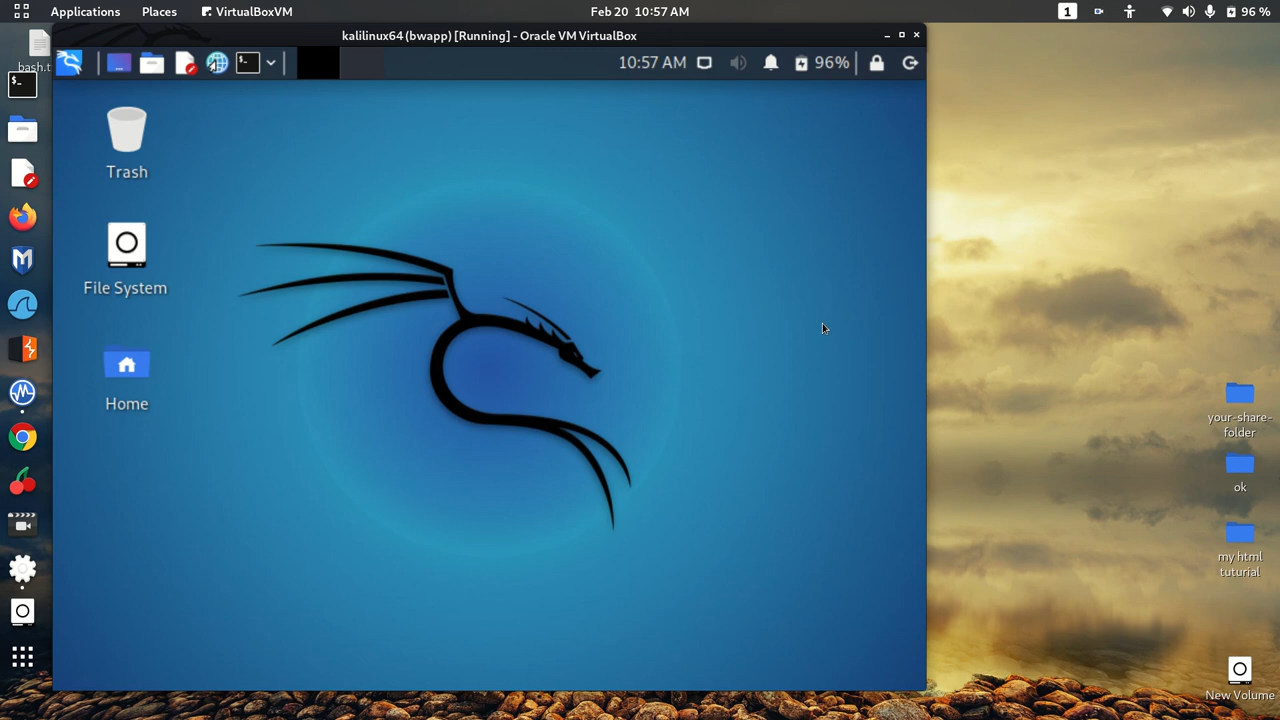 Applications Places VirtualBoxVM Feb 20 10:57 AM 1 96 %
kalilinux64 (bwapp) [Running] - Oracle VM VirtualBox
bash.t
10:57 AM 96%
Trash
File System
Home
your-share-
folder
ok
my html
tuturial
New Volume